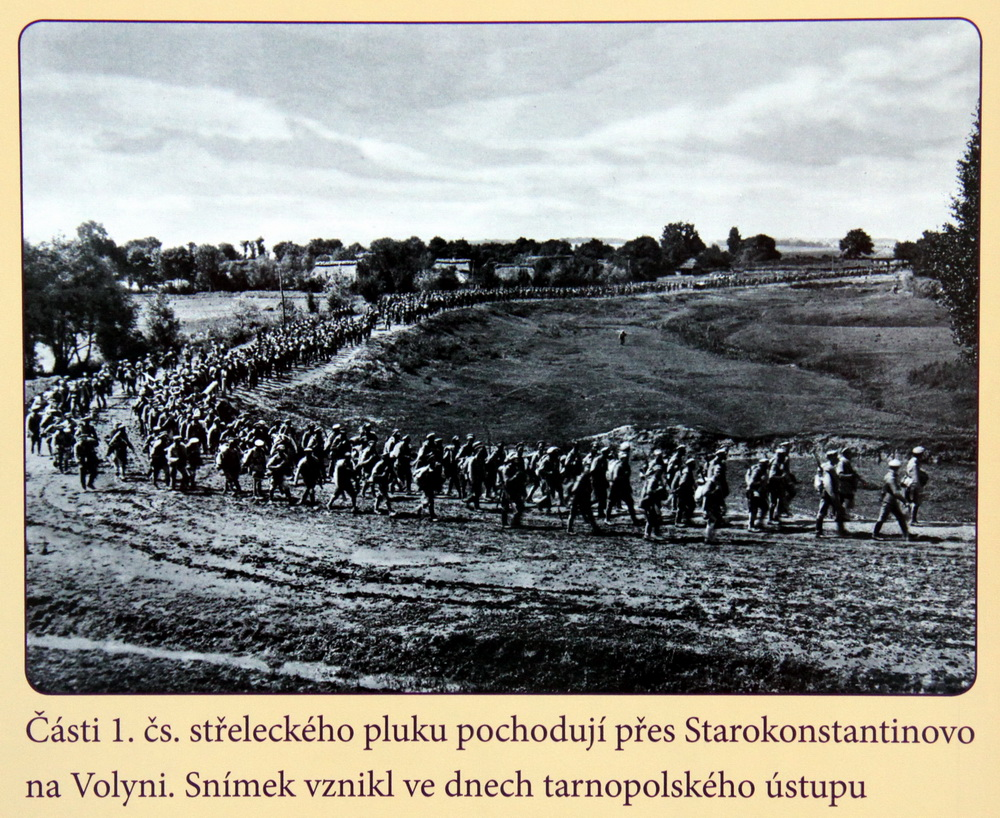 Části 1. čs. střeleckého pluku pochodují přes Starokonstantinovo
na Volyni. Snímek vznikl ve dnech tarnopolského ústupu